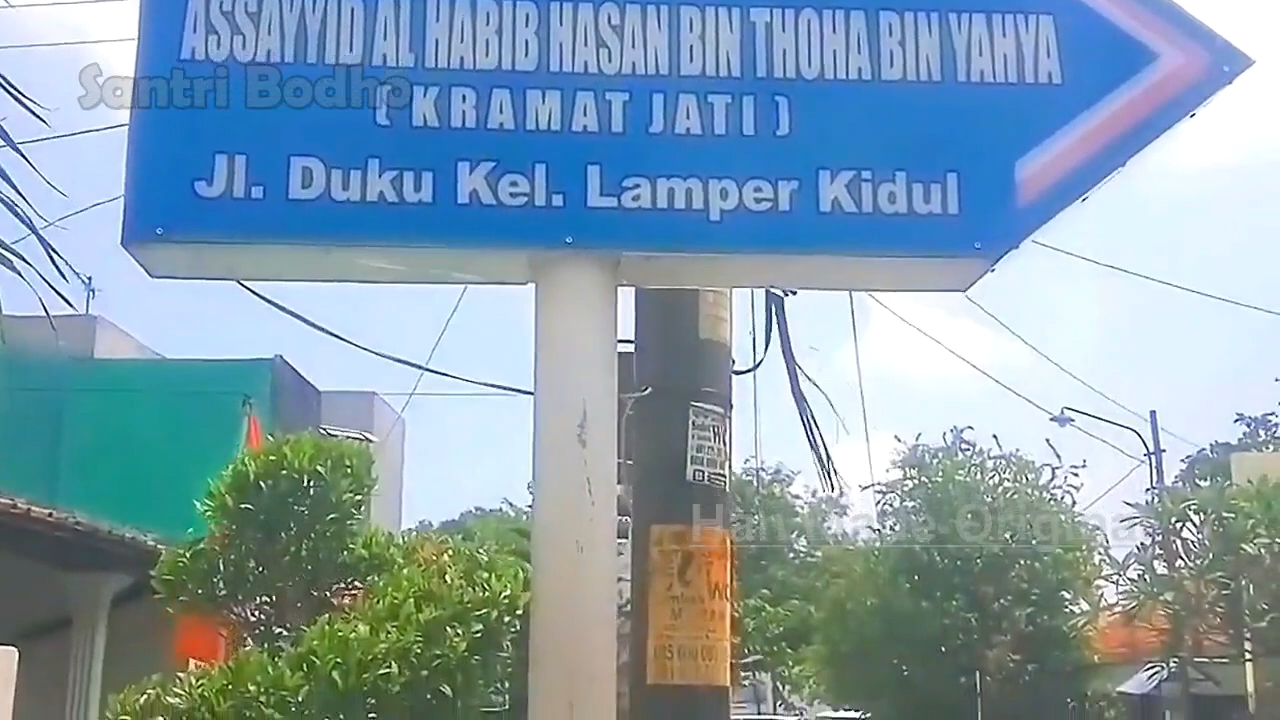 ASSAYYID AL HABIB HASAN BIN THOHA BIN YAHYA
Santri Bodho
( KRAMAT JATI )
Jl. Duku Kel. Lamper Kidul